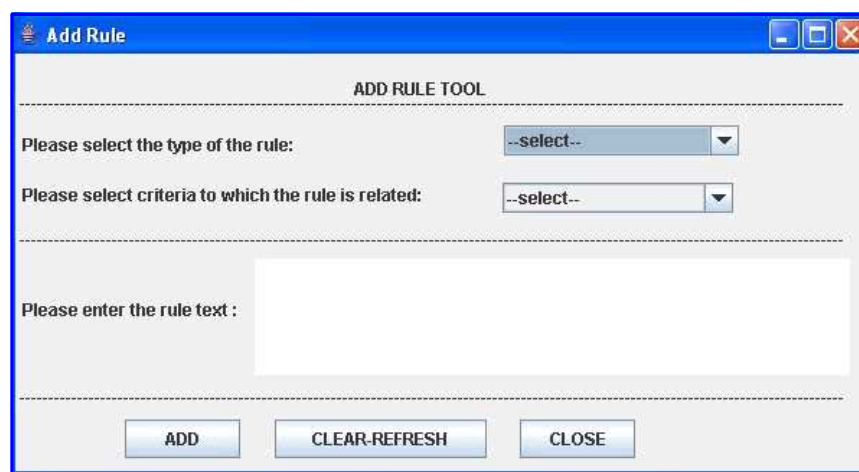 Add Rule
ADD RULE TOOL
Please select the type of the rule: --select--
Please select criteria to which the rule is related: --select--
Please enter the rule text :
ADD CLEAR-REFRESH CLOSE